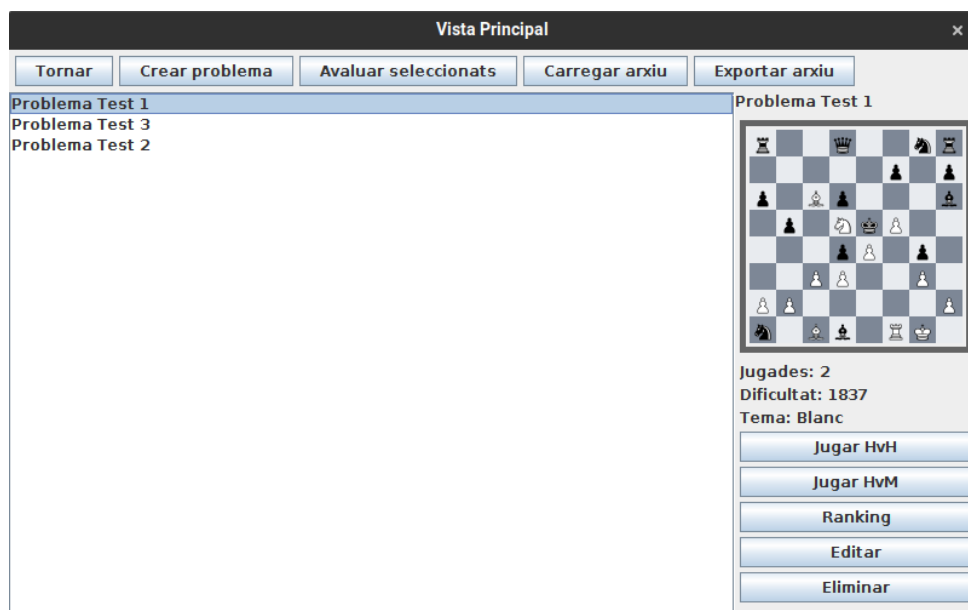 Vista Principal
Tornar Crear problema Avaluar seleccionats Carregar arxiu Exportar arxiu
Problema Test 1
Problema Test 3
Problema Test 2
Problema Test 1
Jugades: 2
Dificultat: 1837
Tema: Blanc
Jugar HvH
Jugar HvM
Ranking
Editar
Eliminar